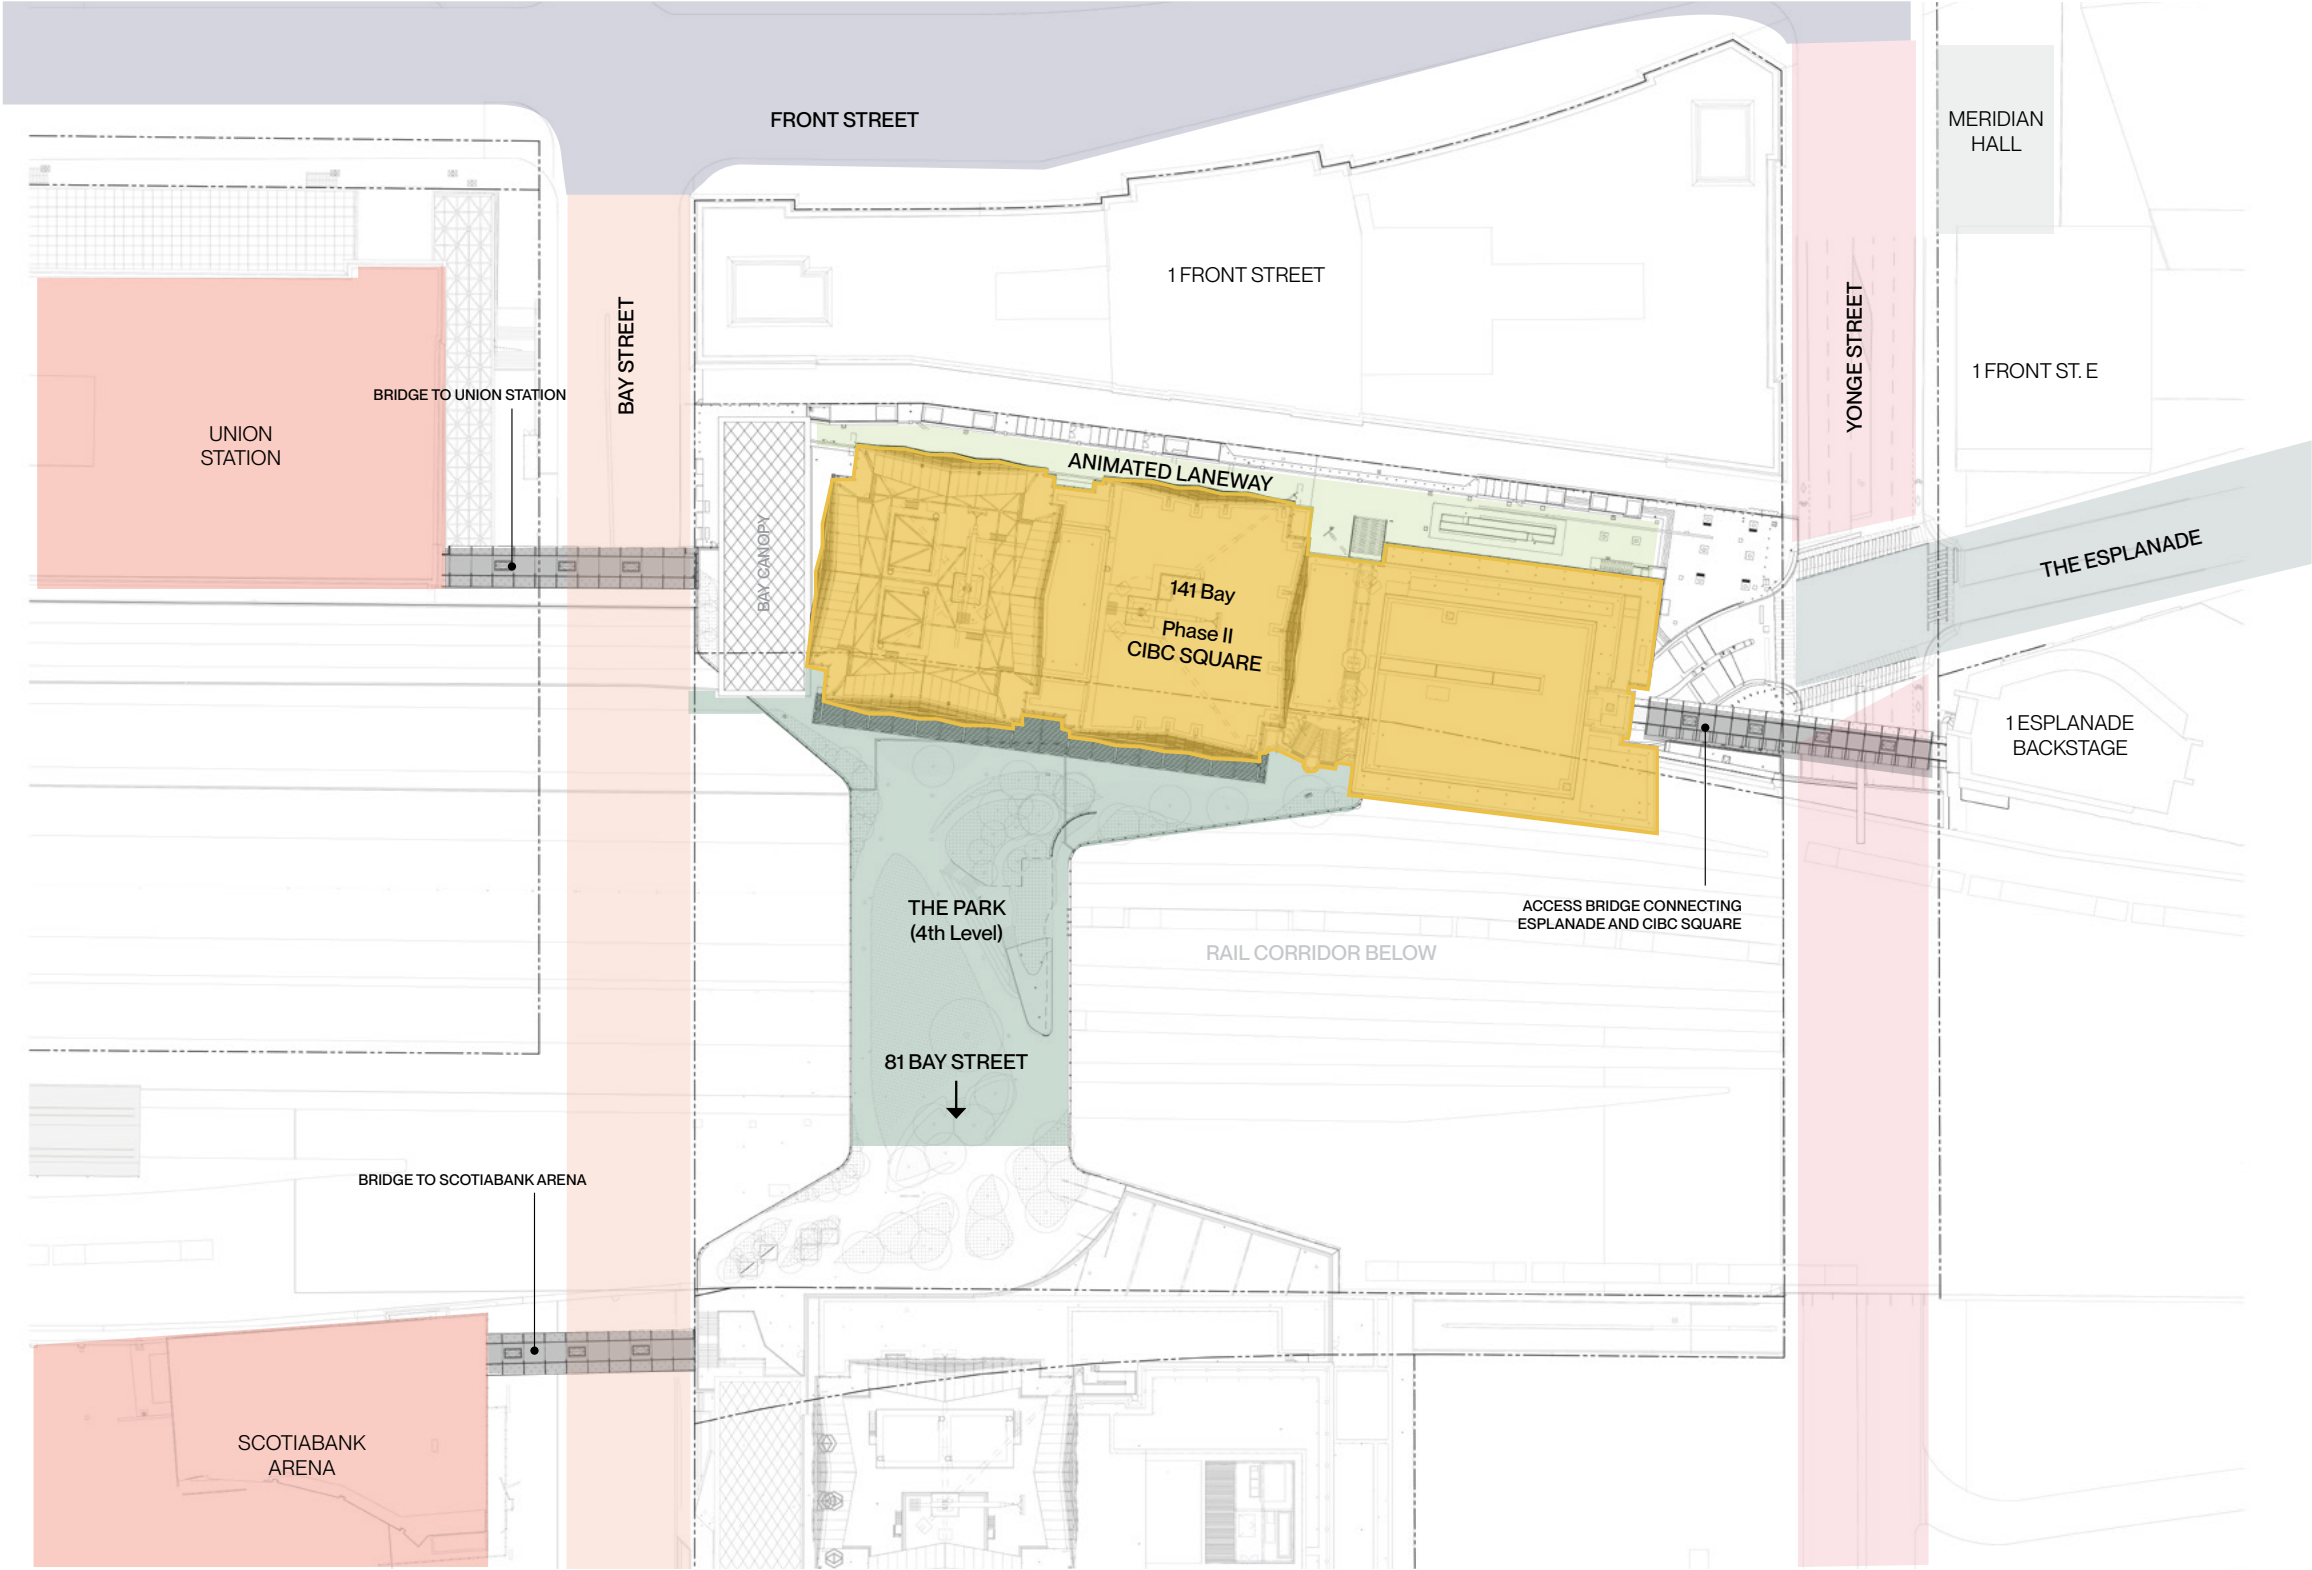 FRONT STREET
MERIDIAN
HALL
1 FRONT STREET
BAY STREET
YONGE STREET
1 FRONT ST. E
BRIDGE TO UNION STATION
UNION
STATION
ANIMATED LANEWAY
BAY CANOPY
THE ESPLANADE
141 Bay
Phase II
CIBC SQUARE
1 ESPLANADE
BACKSTAGE
THE PARK
(4th Level)
ACCESS BRIDGE CONNECTING
ESPLANADE AND CIBC SQUARE
RAIL CORRIDOR BELOW
81 BAY STREET
BRIDGE TO SCOTIABANK ARENA
SCOTIABANK
ARENA